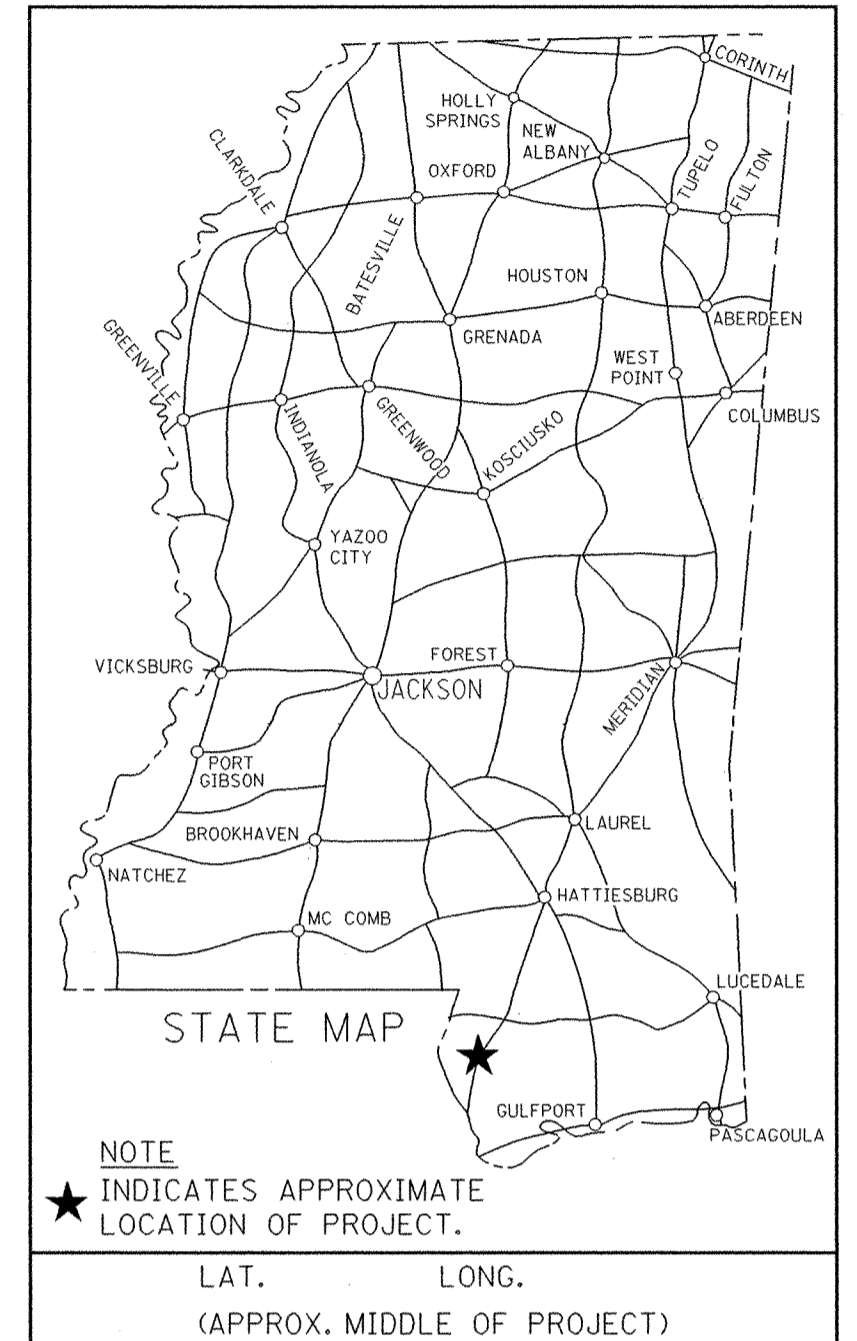 CORINTH
HOLLY
SPRINGS
NEW
ALBANY
CLARKDALE
OXFORD
TUPELO
FULTON
BATESVILLE
HOUSTON
ABERDEEN
GRENADA
GREENVILLE
WEST
POINT
COLUMBUS
INDIANOLA
GREENWOOD
KOSCIUSKO
YAZOO
CITY
VICKSBURG
FOREST
JACKSON
MERIDIAN
PORT
GIBSON
BROOKHAVEN
LAUREL
NATCHEZ
HATTIESBURG
MC COMB
LUCEDALE
STATE MAP
GULFPORT
PASCAGOULA
NOTE
INDICATES APPROXIMATE
LOCATION OF PROJECT.
LAT. LONG.
(APPROX. MIDDLE OF PROJECT)